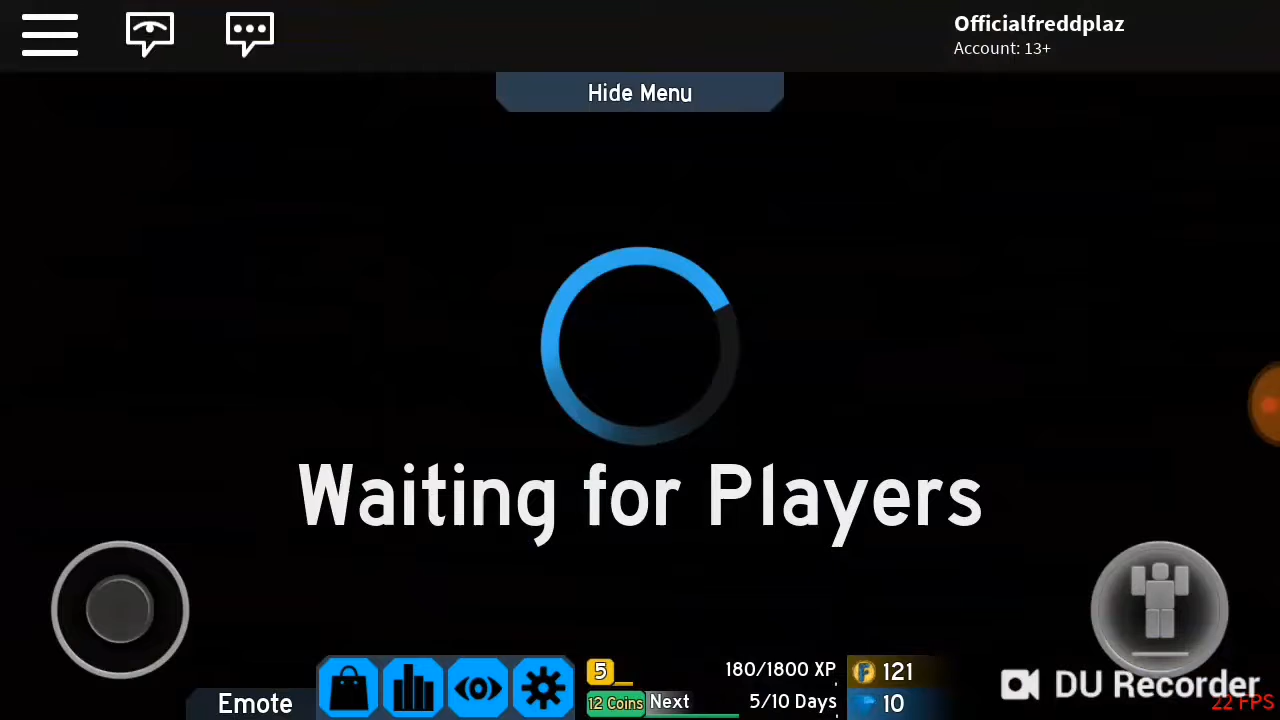 Officialfreddplaz
Account: 13+
Hide Menu
Waiting for Players
Emote
5
180/1800 XP
12 Coins Next 5/10 Days
F 121
10
DU Recorder
22 FPS